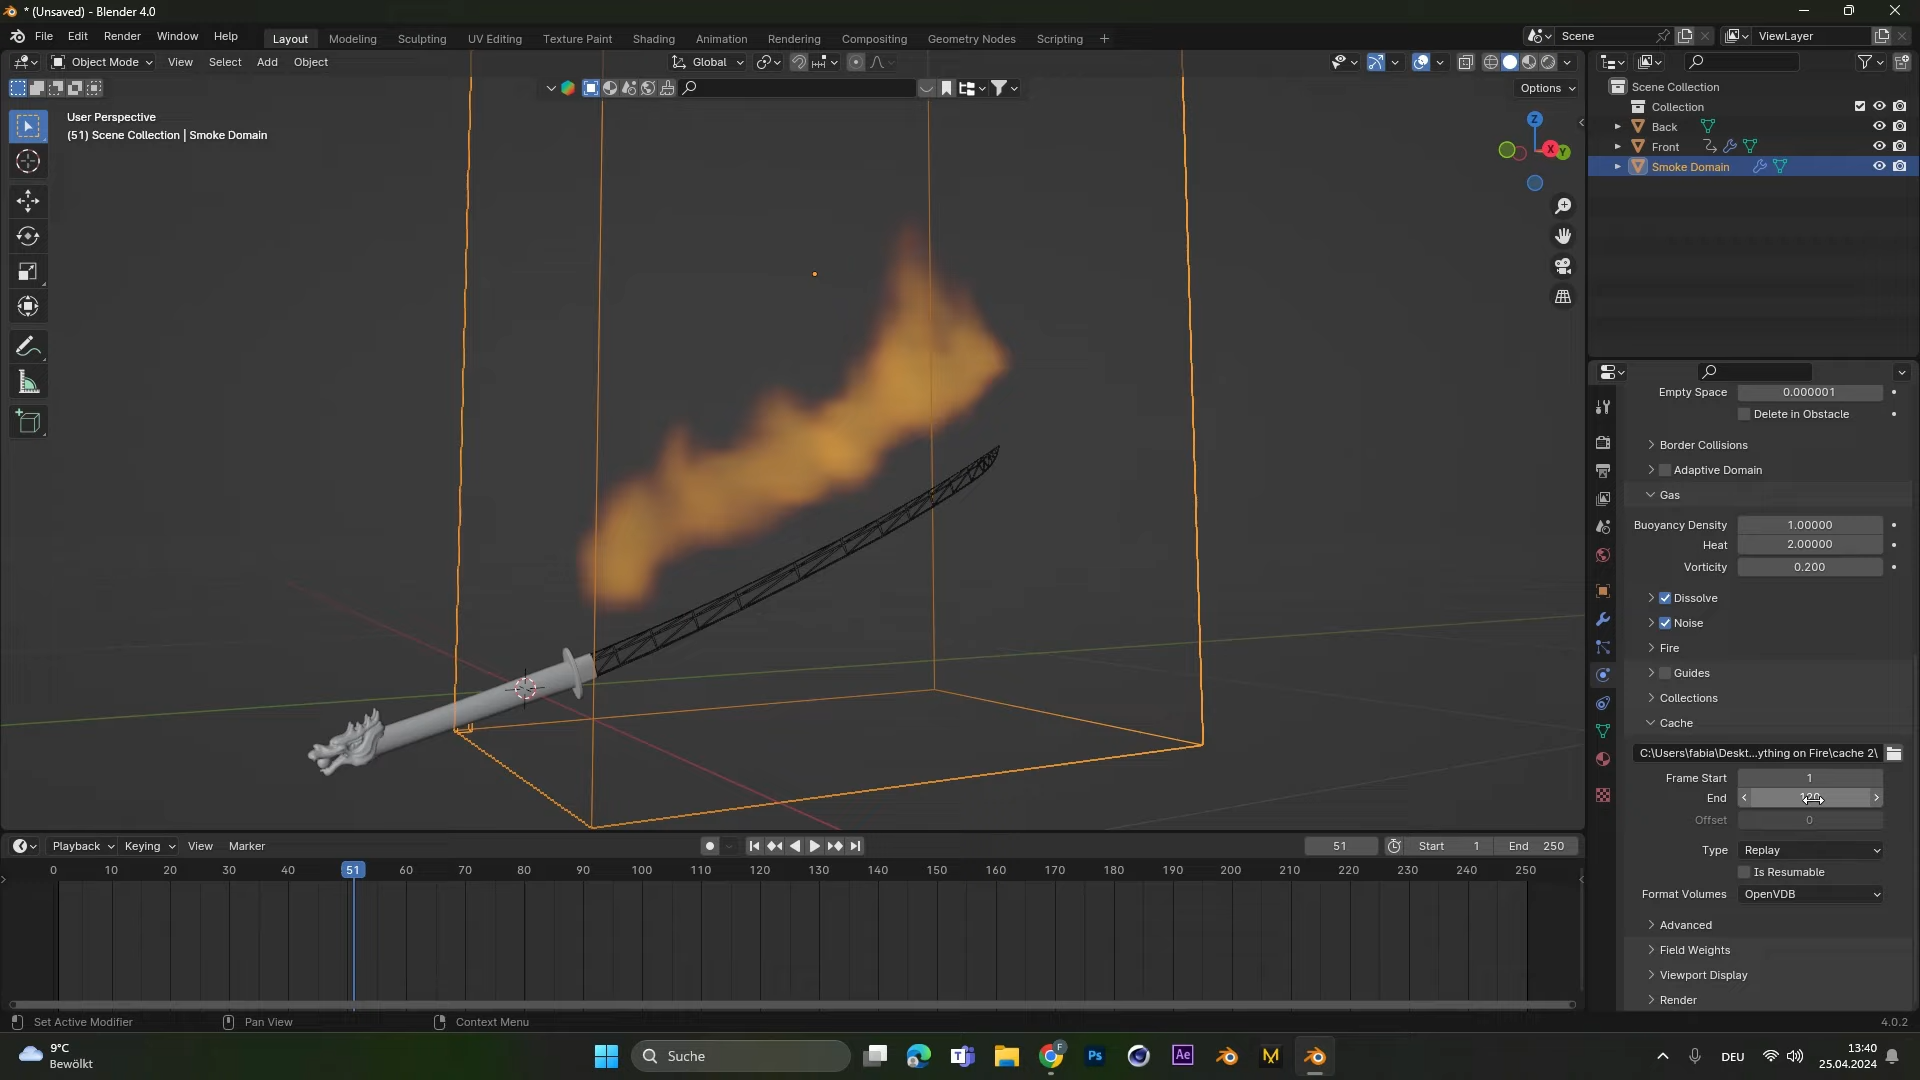 * (Unsaved) - Blender 4.0
File Edit Render Window Help Layout Modeling Sculpting UV Editing Texture Paint Shading Animation Rendering Compositing Geometry Nodes Scripting + Scene ViewLayer
Object Mode View Select Add Object Global
Options
User Perspective
(51) Scene Collection | Smoke Domain
Z
X
Y
Scene Collection
Collection
Back
Front
Smoke Domain
Empty Space 0.000001
Delete in Obstacle
Border Collisions
Adaptive Domain
Gas
Buoyancy Density 1.00000
Heat 2.00000
Vorticity 0.200
Dissolve
Noise
Fire
Guides
Collections
Cache
C:\Users\fabia\Deskt...ything on Fire\cache 2\
Frame Start 1
End 120
Offset 0
Type Replay
Is Resumable
Format Volumes OpenVDB
Advanced
Field Weights
Viewport Display
Render
Playback Keying View Marker 51 Start 1 End 250
0 10 20 30 40 51 60 70 80 90 100 110 120 130 140 150 160 170 180 190 200 210 220 230 240 250
Set Active Modifier Pan View Context Menu 4.0.2
9°C
Bewölkt
Suche
F
Ps
Ae
M
DEU
13:40
25.04.2024